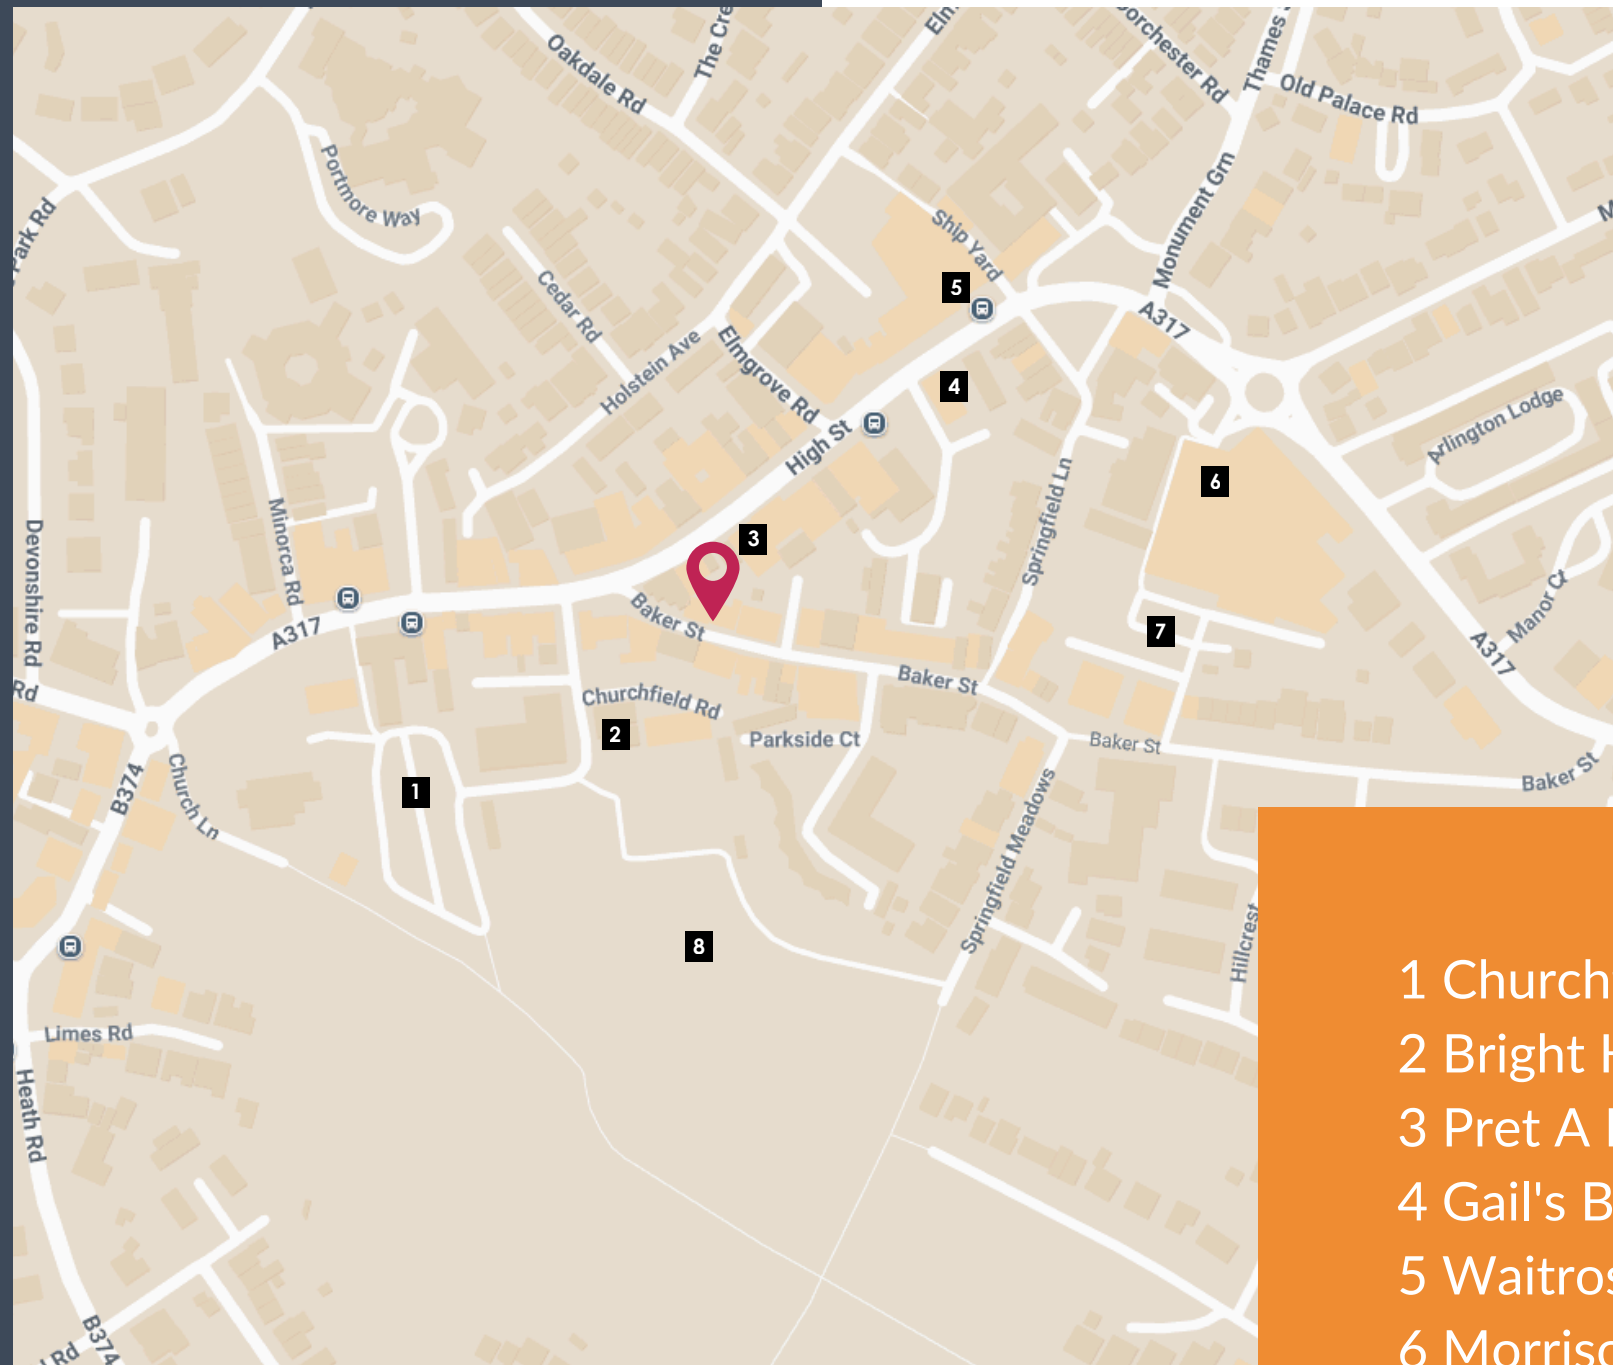 Oakdale Rd
The Cre
Elm
Dorchester Rd
Thames
Old Palace Rd
Portmore Way
Park Rd
Ship Yard
Monument Grn
Cedar Rd
5
A317
Holstein Ave
Elmgrove Rd
4
Arlington Lodge
High St
6
Springfield Ln
Minorca Rd
Devonshire Rd
3
Manor Ct
A317
Baker St
7
A317
Rd
Churchfield Rd
Baker St
2
Parkside Ct
Baker St
Baker St
Church Ln
B374
1
Springfield Meadows
8
Hillcrest
Limes Rd
Heath Rd
B374
Rd
1 Church
2 Bright
3 Pret A
4 Gail's B
5 Waitros
6 Morriso